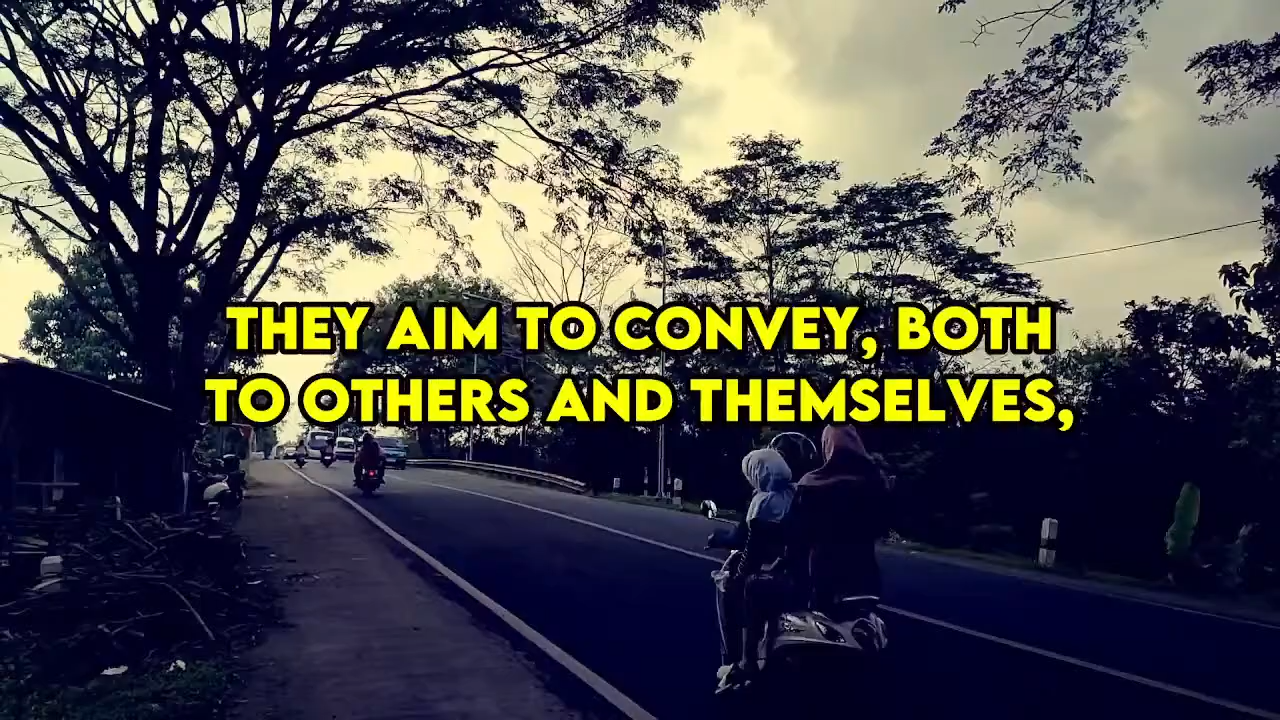 THEY AIM TO CONVEY, BOTH
TO OTHERS AND THEMSELVES,